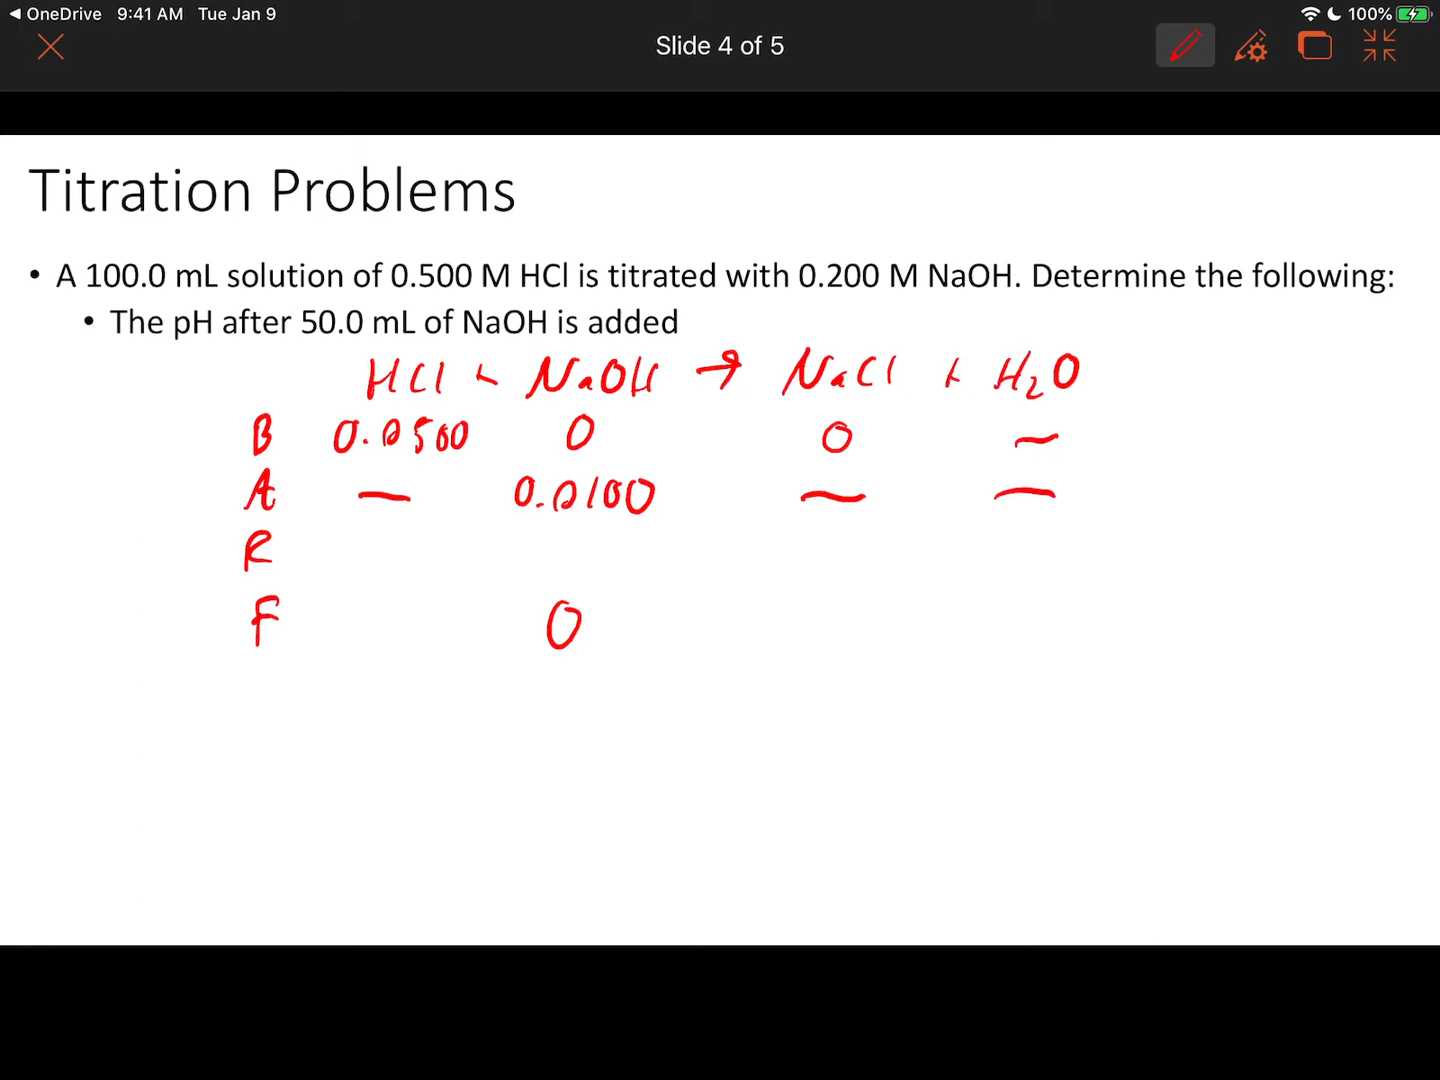 OneDrive 9:41 AM Tue Jan 9 100%
Slide 4 of 5
Titration Problems
• A 100.0 mL solution of 0.500 M HCl is titrated with 0.200 M NaOH. Determine the following:
• The pH after 50.0 mL of NaOH is added
HCl + NaOH → NaCl + H₂O
B 0.0500 0 0 —
A — 0.0100 — —
R
F 0